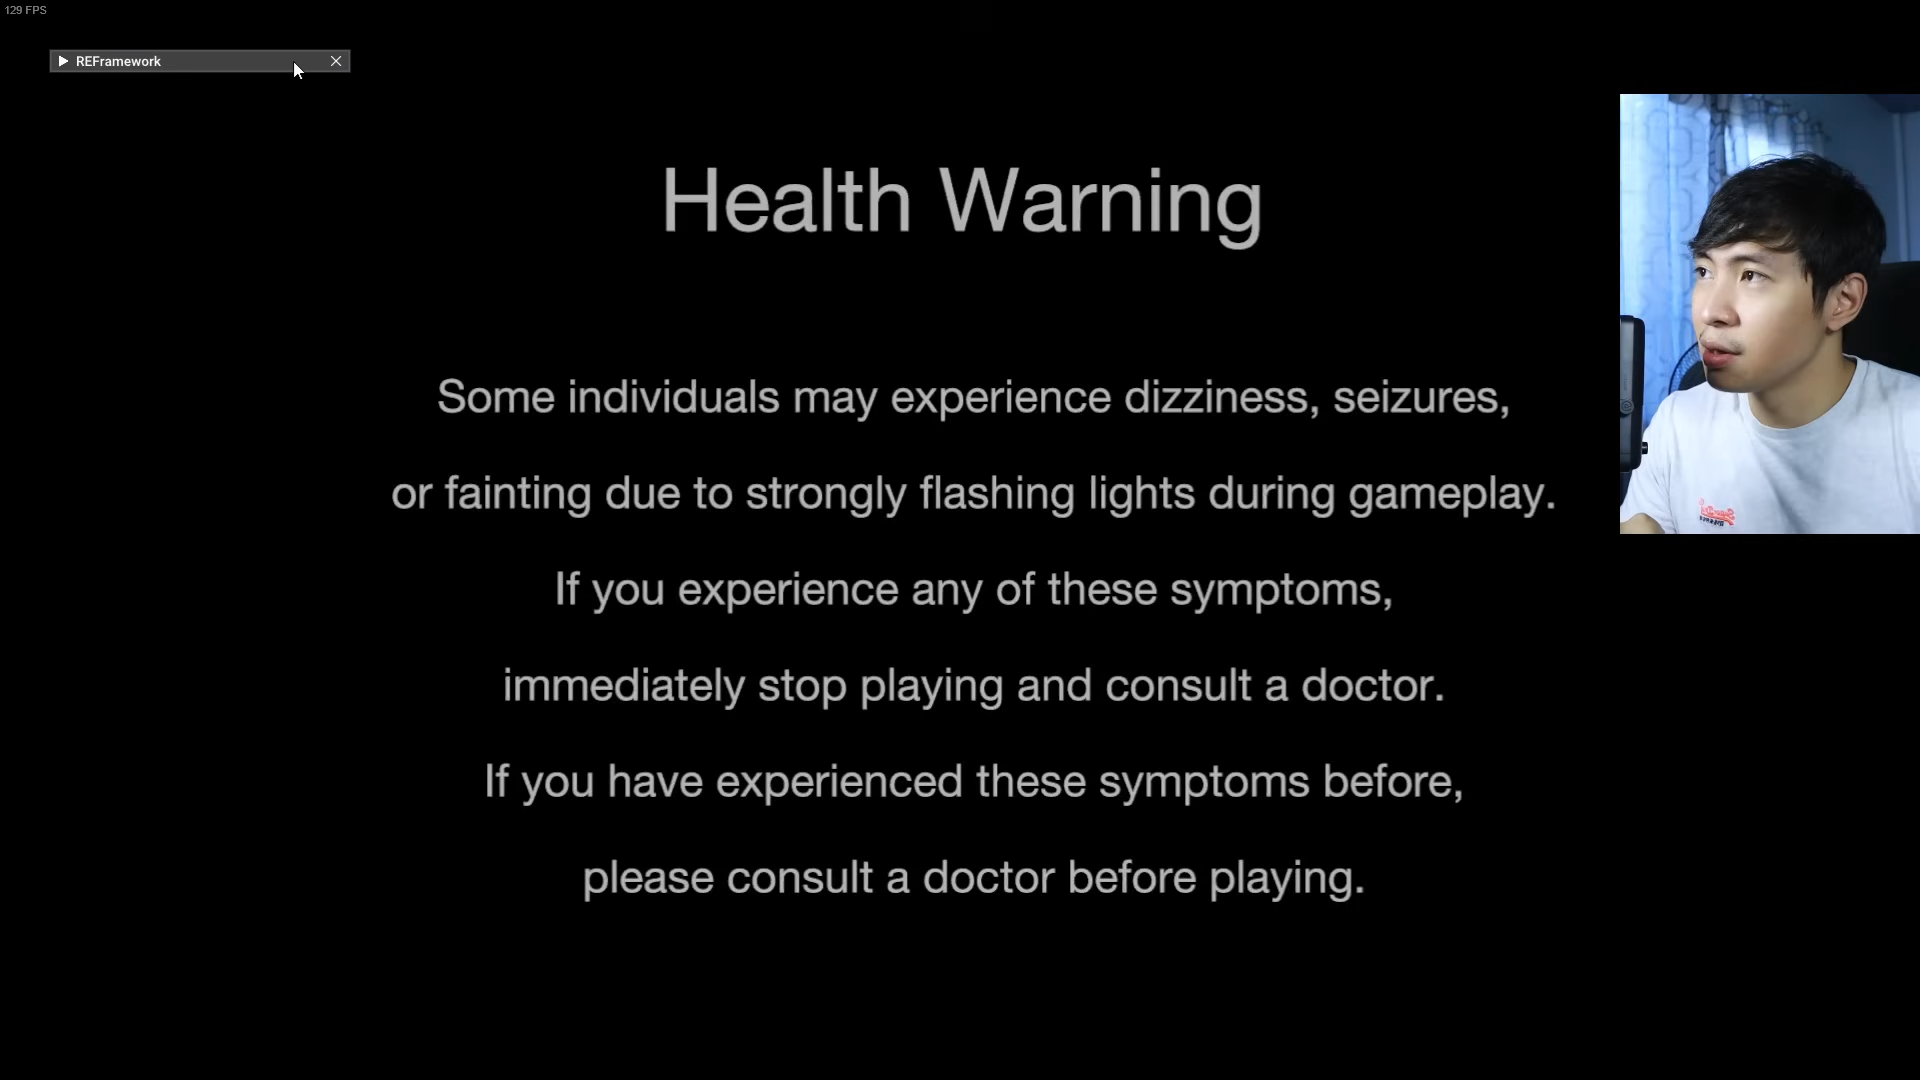 129 FPS
REFramework
Health Warning
Some individuals may experience dizziness, seizures,
or fainting due to strongly flashing lights during gameplay.
If you experience any of these symptoms,
immediately stop playing and consult a doctor.
If you have experienced these symptoms before,
please consult a doctor before playing.